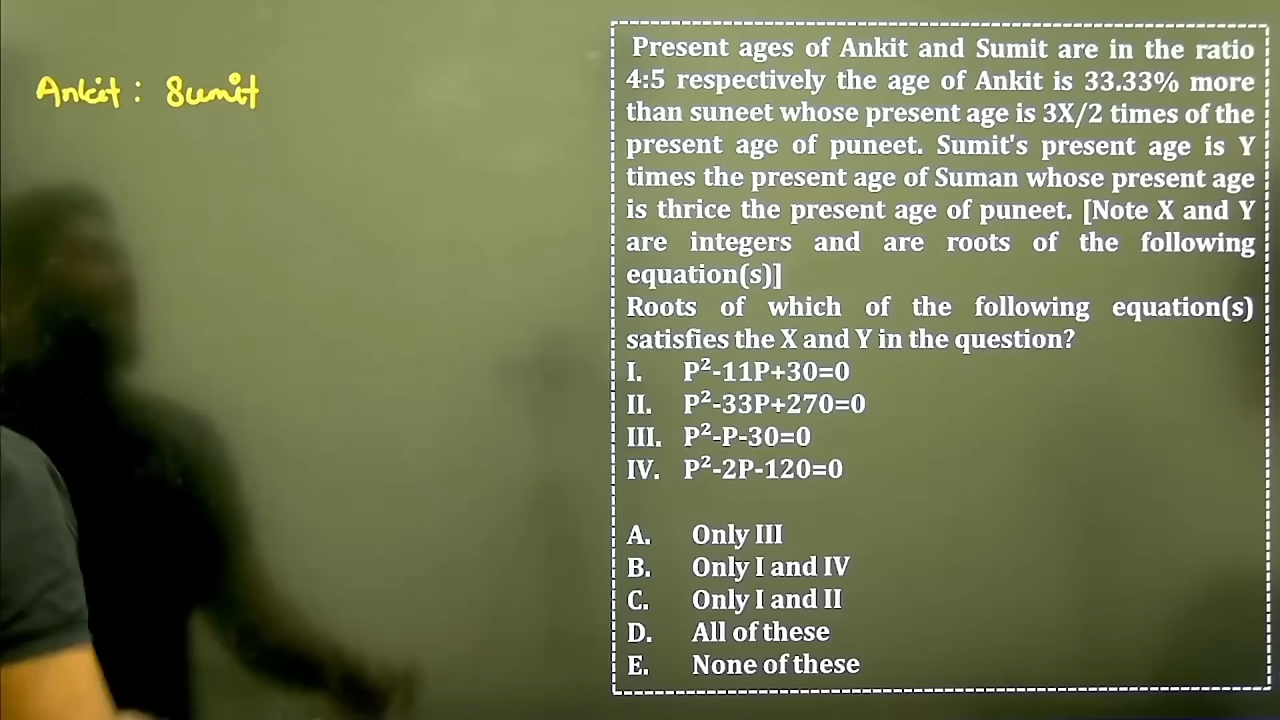 Ankit : Sumit
Present ages of Ankit and Sumit are in the ratio
4:5 respectively the age of Ankit is 33.33% more
than suneet whose present age is 3X/2 times of the
present age of puneet. Sumit's present age is Y
times the present age of Suman whose present age
is thrice the present age of puneet. [Note X and Y
are integers and are roots of the following
equation(s)]
Roots of which of the following equation(s)
satisfies the X and Y in the question?
I. P²-11P+30=0
II. P²-33P+270=0
III. P²-P-30=0
IV. P²-2P-120=0
A. Only III
B. Only I and IV
C. Only I and II
D. All of these
E. None of these